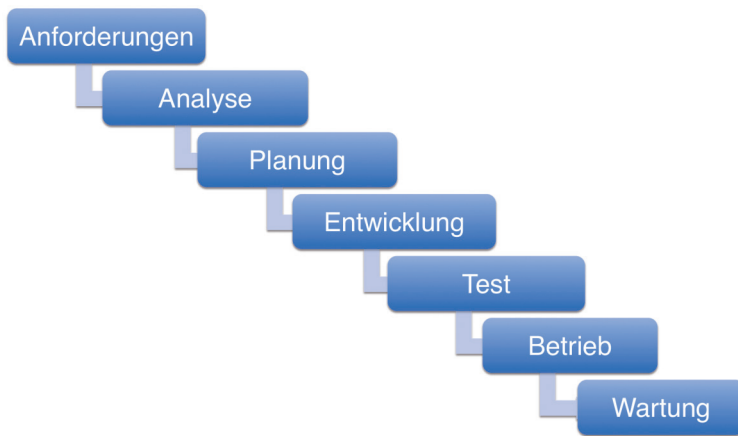 Anforderungen
Analyse
Planung
Entwicklung
Test
Betrieb
Wartung